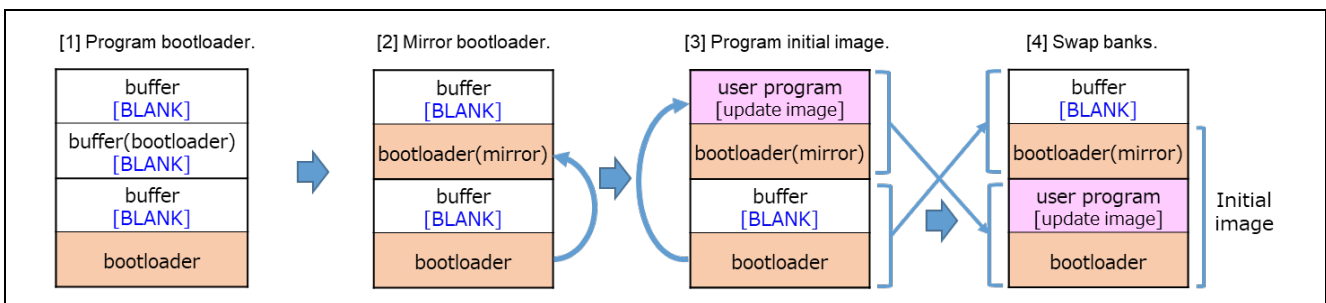 [1] Program bootloader.
buffer
[BLANK]
buffer(bootloader)
[BLANK]
buffer
[BLANK]
bootloader
[2] Mirror bootloader.
buffer
[BLANK]
bootloader(mirror)
buffer
[BLANK]
bootloader
[3] Program initial image.
user program
[update image]
bootloader(mirror)
buffer
[BLANK]
bootloader
[4] Swap banks.
buffer
[BLANK]
bootloader(mirror)
user program
[update image]
bootloader
Initial
image